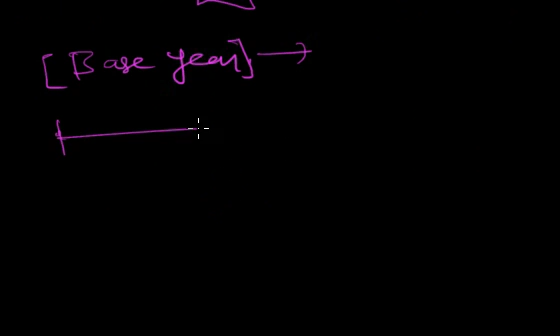 [Base year] →